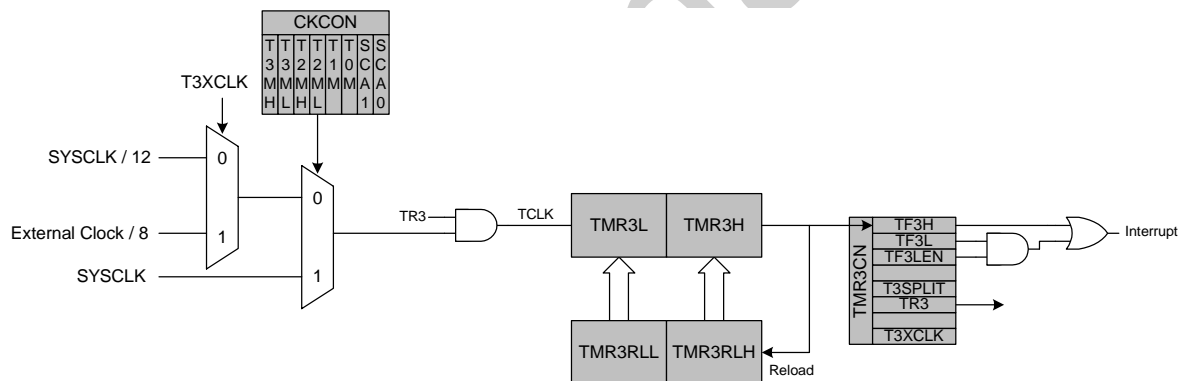 CKCON
T3MH
T3ML
T2MH
T2ML
T1M
T0M
SCA1
SCA0
T3XCLK
SYSCLK / 12
0
External Clock / 8
1
SYSCLK
0
1
TR3
TCLK
TMR3L
TMR3H
TMR3RLL
TMR3RLH
Reload
TMR3CN
TF3H
TF3L
TF3LEN
T3SPLIT
TR3
T3XCLK
Interrupt